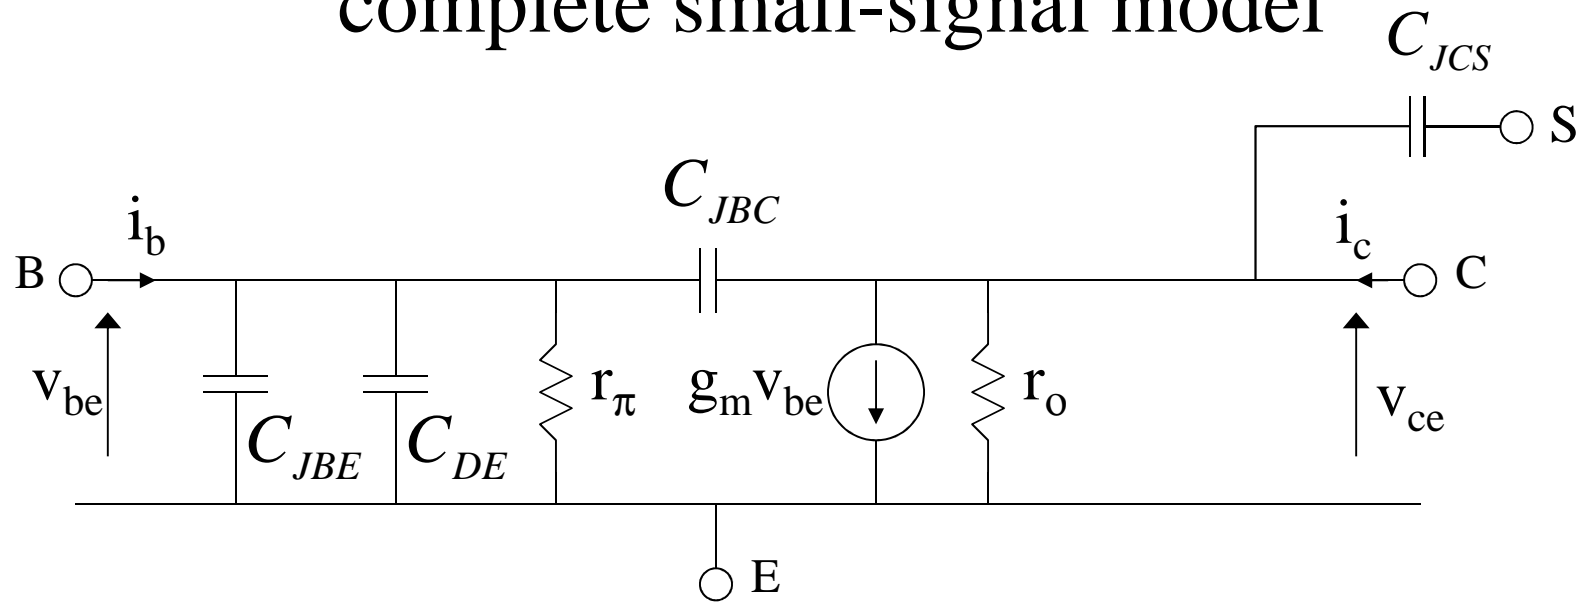 complete small-signal model
C_JCS
S
C_JBC
i_b
i_c
B
C
v_be
r_π
g_m v_be
r_o
v_ce
C_JBE
C_DE
E